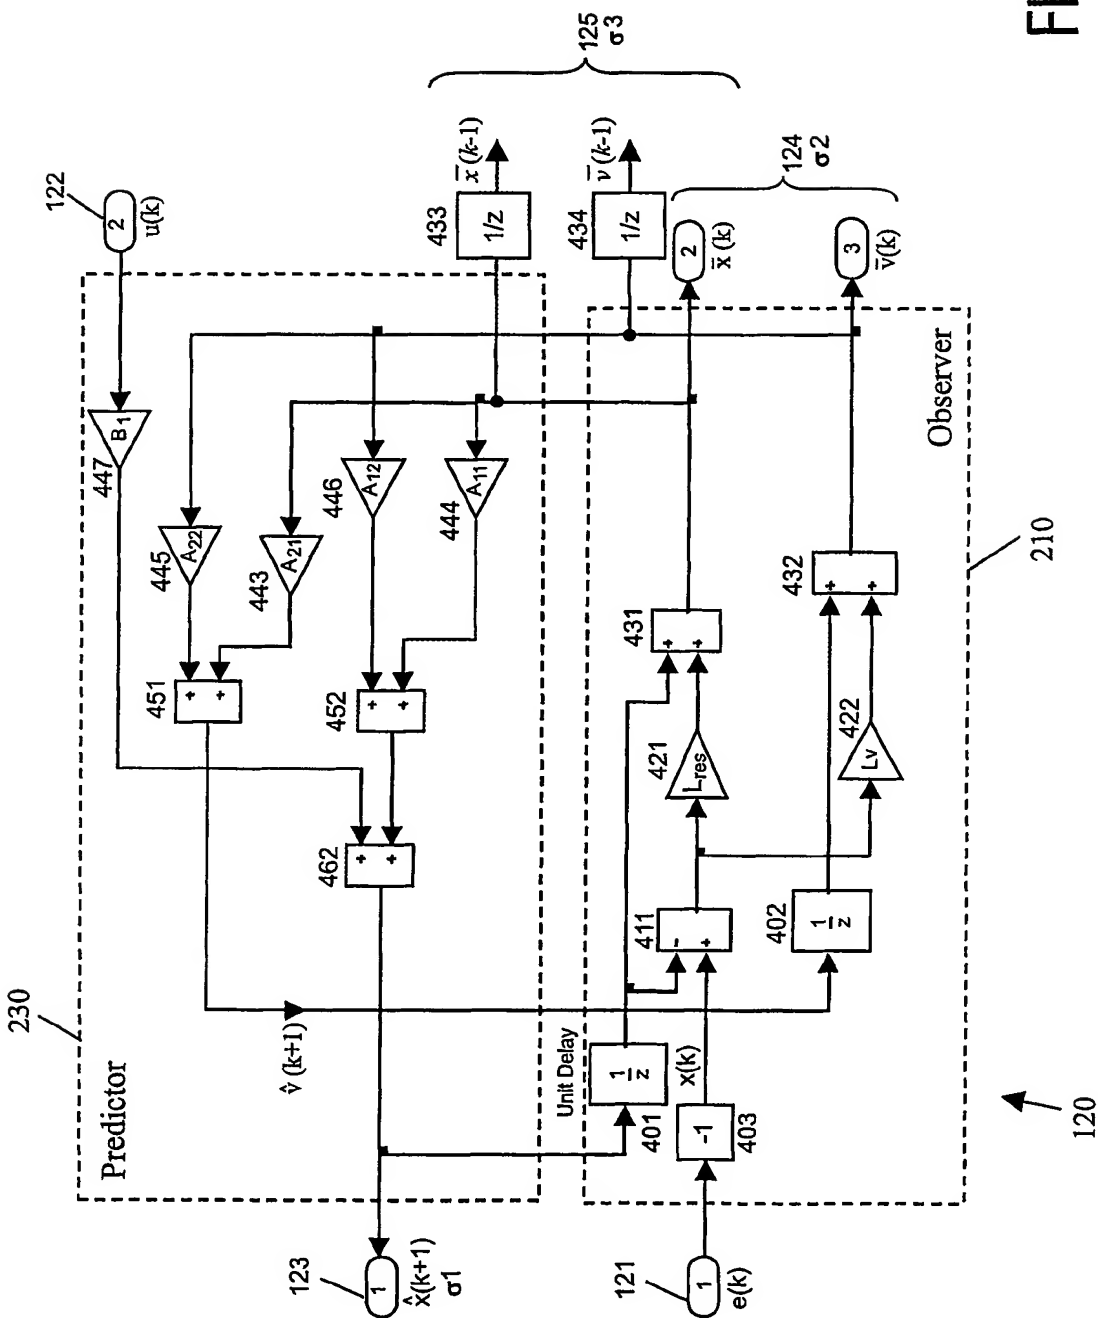 FI
125
σ3
122
2
u(k)
433
1/z
x̄(k-1)
434
1/z
v̄(k-1)
124
σ2
2
x̄(k)
3
v̄(k)
230
Predictor
447
B1
445
A22
443
A21
446
A12
444
A11
451
+
+
452
+
+
462
+
+
v̂(k+1)
123
1
x̂(k+1)
σ1
210
Observer
431
+
+
432
+
+
421
Lres
422
Lv
411
-
+
402
1/z
Unit Delay
1/z
401
x(k)
-1
403
121
1
e(k)
120